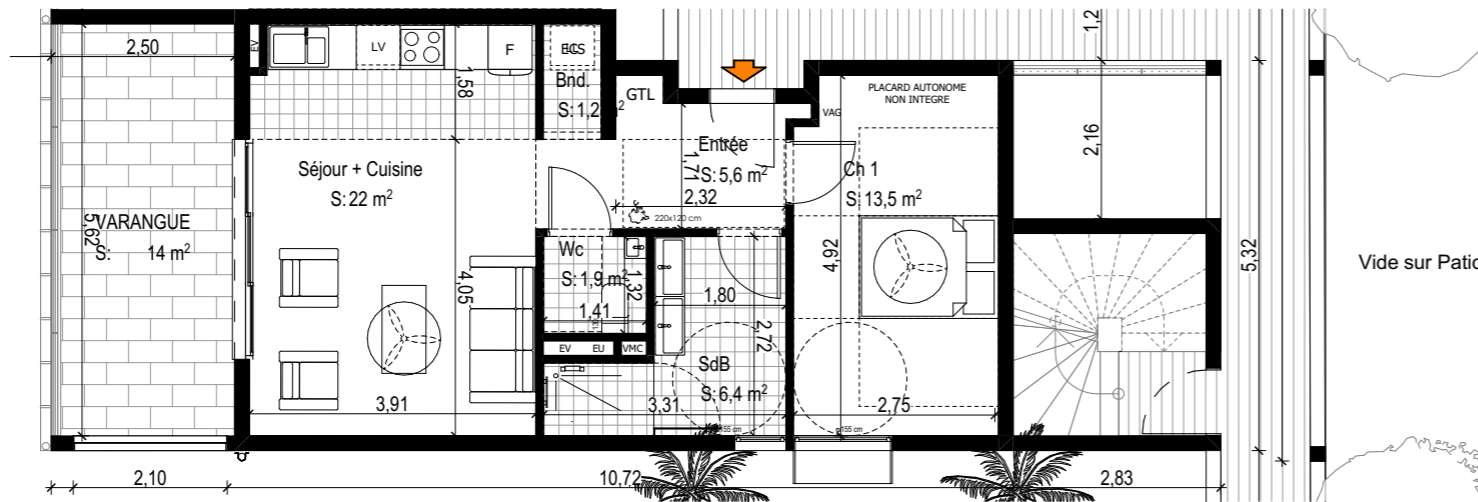 2,50
EV
LV
F
ECS
1,58
Bnd.
S: 1,2 m²
GTL
PLACARD AUTONOME
NON INTEGRE
VAG
1,2
2,16
Entrée
S: 5,6 m²
1,71
2,32
220x120 cm
Séjour + Cuisine
S: 22 m²
Ch 1
S: 13,5 m²
VARANGUE
S: 14 m²
5,62
4,05
Wc
S: 1,9 m²
1,32
1,41
1,80
2,72
4,92
5,32
Vide sur Patio
EV
EU
VMC
SdB
S: 6,4 m²
3,91
3,31
2,75
155 cm
155 cm
2,10
10,72
2,83